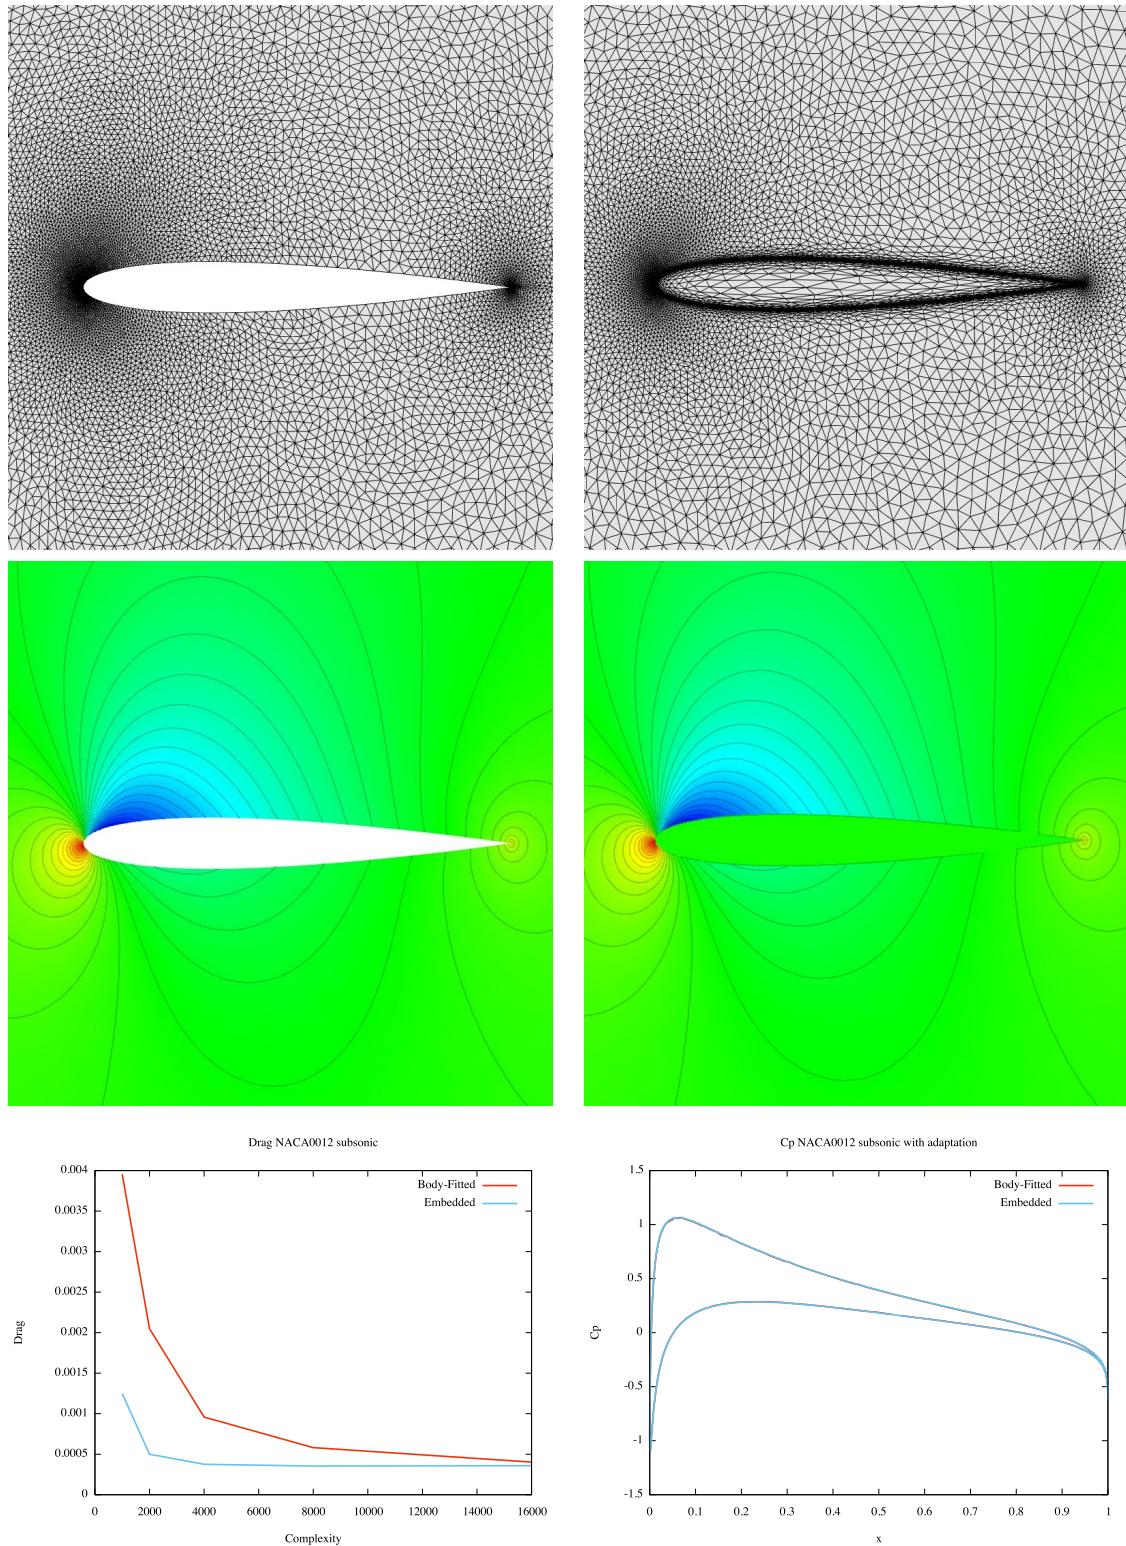 Drag NACA0012 subsonic
0.004
0.0035
0.003
0.0025
0.002
0.0015
0.001
0.0005
0
Drag
Body-Fitted
Embedded
0 2000 4000 6000 8000 10000 12000 14000 16000
Complexity
Cp NACA0012 subsonic with adaptation
1.5
1
0.5
0
-0.5
-1
-1.5
Cp
Body-Fitted
Embedded
0 0.1 0.2 0.3 0.4 0.5 0.6 0.7 0.8 0.9 1
x